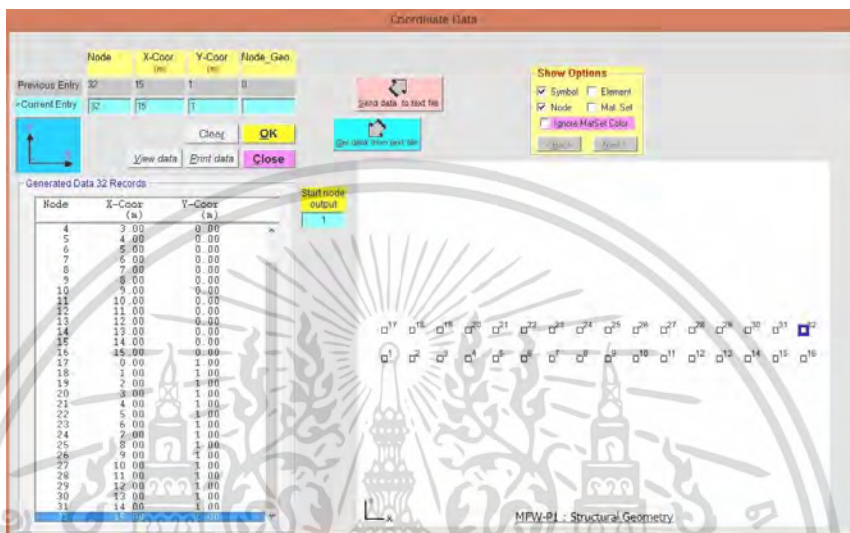 Coordinate Data
Node X-Coor Y-Coor Node_Geo
(m) (m)
Previous Entry 32 15 1 0
>Current Entry 32 15 1
Clear OK
View data Print data Close
Send data to text file
Get data from text file
Show Options
Symbol Element
Node Mat. Set
Ignore MatSet Color
Generated Data 32 Records
Node X-Coor Y-Coor
(m) (m)
4 3.00 0.00
5 4.00 0.00
6 5.00 0.00
7 6.00 0.00
8 7.00 0.00
9 8.00 0.00
10 9.00 0.00
11 10.00 0.00
12 11.00 0.00
13 12.00 0.00
14 13.00 0.00
15 14.00 0.00
16 15.00 0.00
17 0.00 1.00
18 1.00 1.00
19 2.00 1.00
20 3.00 1.00
21 4.00 1.00
22 5.00 1.00
23 6.00 1.00
24 7.00 1.00
25 8.00 1.00
26 9.00 1.00
27 10.00 1.00
28 11.00 1.00
29 12.00 1.00
30 13.00 1.00
31 14.00 1.00
32 15.00 1.00
Start node
output
1
17 18 19 20 21 22 23 24 25 26 27 28 29 30 31 32
1 2 3 4 5 6 7 8 9 10 11 12 13 14 15 16
x
MPW-P1 : Structural Geometry